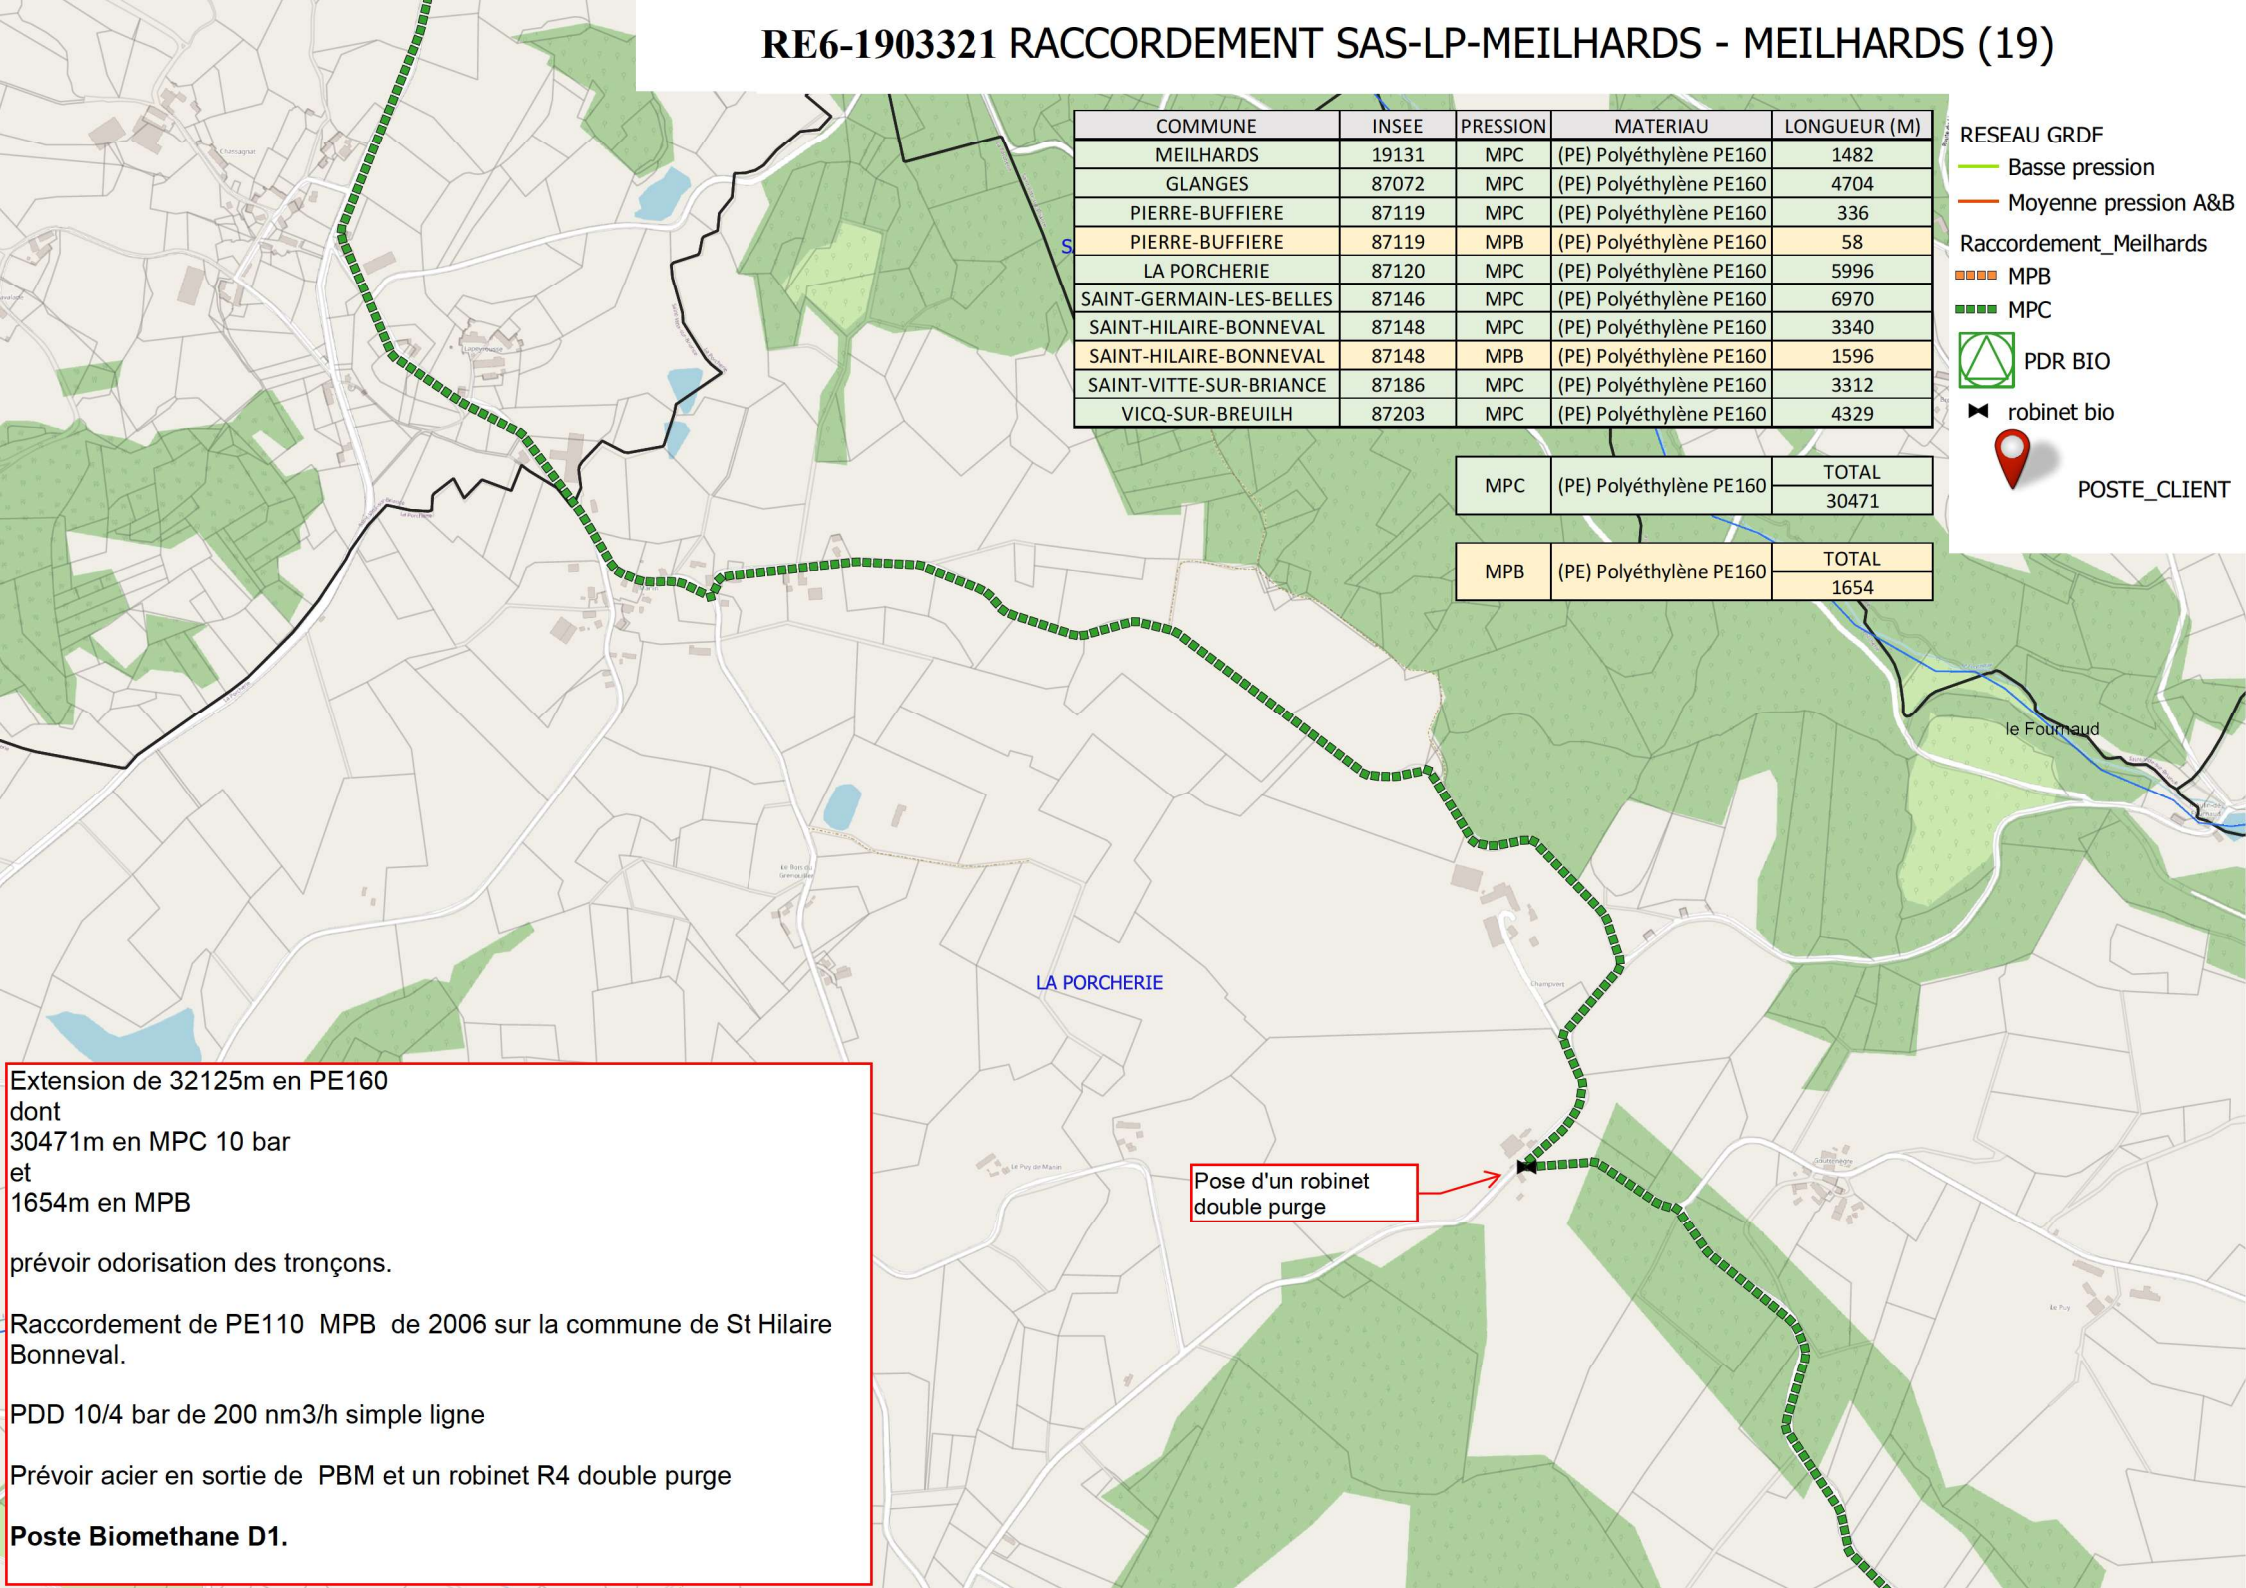 RE6-1903321 RACCORDEMENT SAS-LP-MEILHARDS - MEILHARDS (19)
COMMUNE INSEE PRESSION MATERIAU LONGUEUR (M)
MEILHARDS 19131 MPC (PE) Polyéthylène PE160 1482
GLANGES 87072 MPC (PE) Polyéthylène PE160 4704
PIERRE-BUFFIERE 87119 MPC (PE) Polyéthylène PE160 336
PIERRE-BUFFIERE 87119 MPB (PE) Polyéthylène PE160 58
LA PORCHERIE 87120 MPC (PE) Polyéthylène PE160 5996
SAINT-GERMAIN-LES-BELLES 87146 MPC (PE) Polyéthylène PE160 6970
SAINT-HILAIRE-BONNEVAL 87148 MPC (PE) Polyéthylène PE160 3340
SAINT-HILAIRE-BONNEVAL 87148 MPB (PE) Polyéthylène PE160 1596
SAINT-VITTE-SUR-BRIANCE 87186 MPC (PE) Polyéthylène PE160 3312
VICQ-SUR-BREUILH 87203 MPC (PE) Polyéthylène PE160 4329
MPC (PE) Polyéthylène PE160 TOTAL
30471
MPB (PE) Polyéthylène PE160 TOTAL
1654
RESEAU GRDF
Basse pression
Moyenne pression A&B
Raccordement_Meilhards
MPB
MPC
PDR BIO
robinet bio
POSTE_CLIENT
Chassagnat
Lapeyrousse
le Fournaud
LA PORCHERIE
Champvert
Le Puy de Manin
Le Puy
Pose d'un robinet
double purge
Extension de 32125m en PE160
dont
30471m en MPC 10 bar
et
1654m en MPB
prévoir odorisation des tronçons.
Raccordement de PE110 MPB de 2006 sur la commune de St Hilaire
Bonneval.
PDD 10/4 bar de 200 nm3/h simple ligne
Prévoir acier en sortie de PBM et un robinet R4 double purge
Poste Biomethane D1.